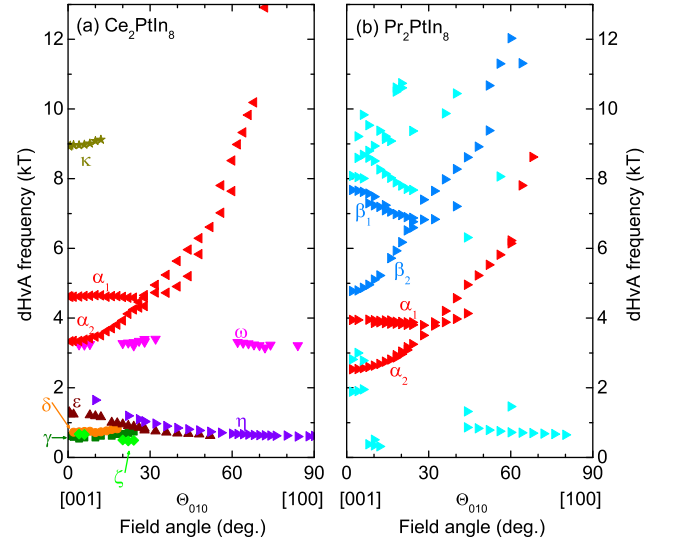 (a) Ce₂PtIn₈
(b) Pr₂PtIn₈
12
12
10
10
8
8
6
6
4
4
2
2
0
0
dHvA frequency (kT)
dHvA frequency (kT)
κ
α₁
α₂
ω
ε
δ
γ
η
ζ
β₁
β₂
α₁
α₂
0 30 60 90
0 30 60 90
[001] Θ₀₁₀ [100]
[001] Θ₀₁₀ [100]
Field angle (deg.)
Field angle (deg.)